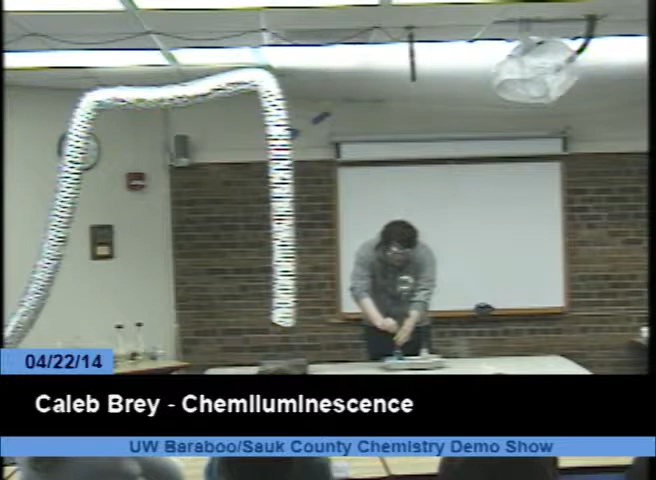 04/22/14
Caleb Brey - Chemiluminescence
UW Baraboo/Sauk County Chemistry Demo Show